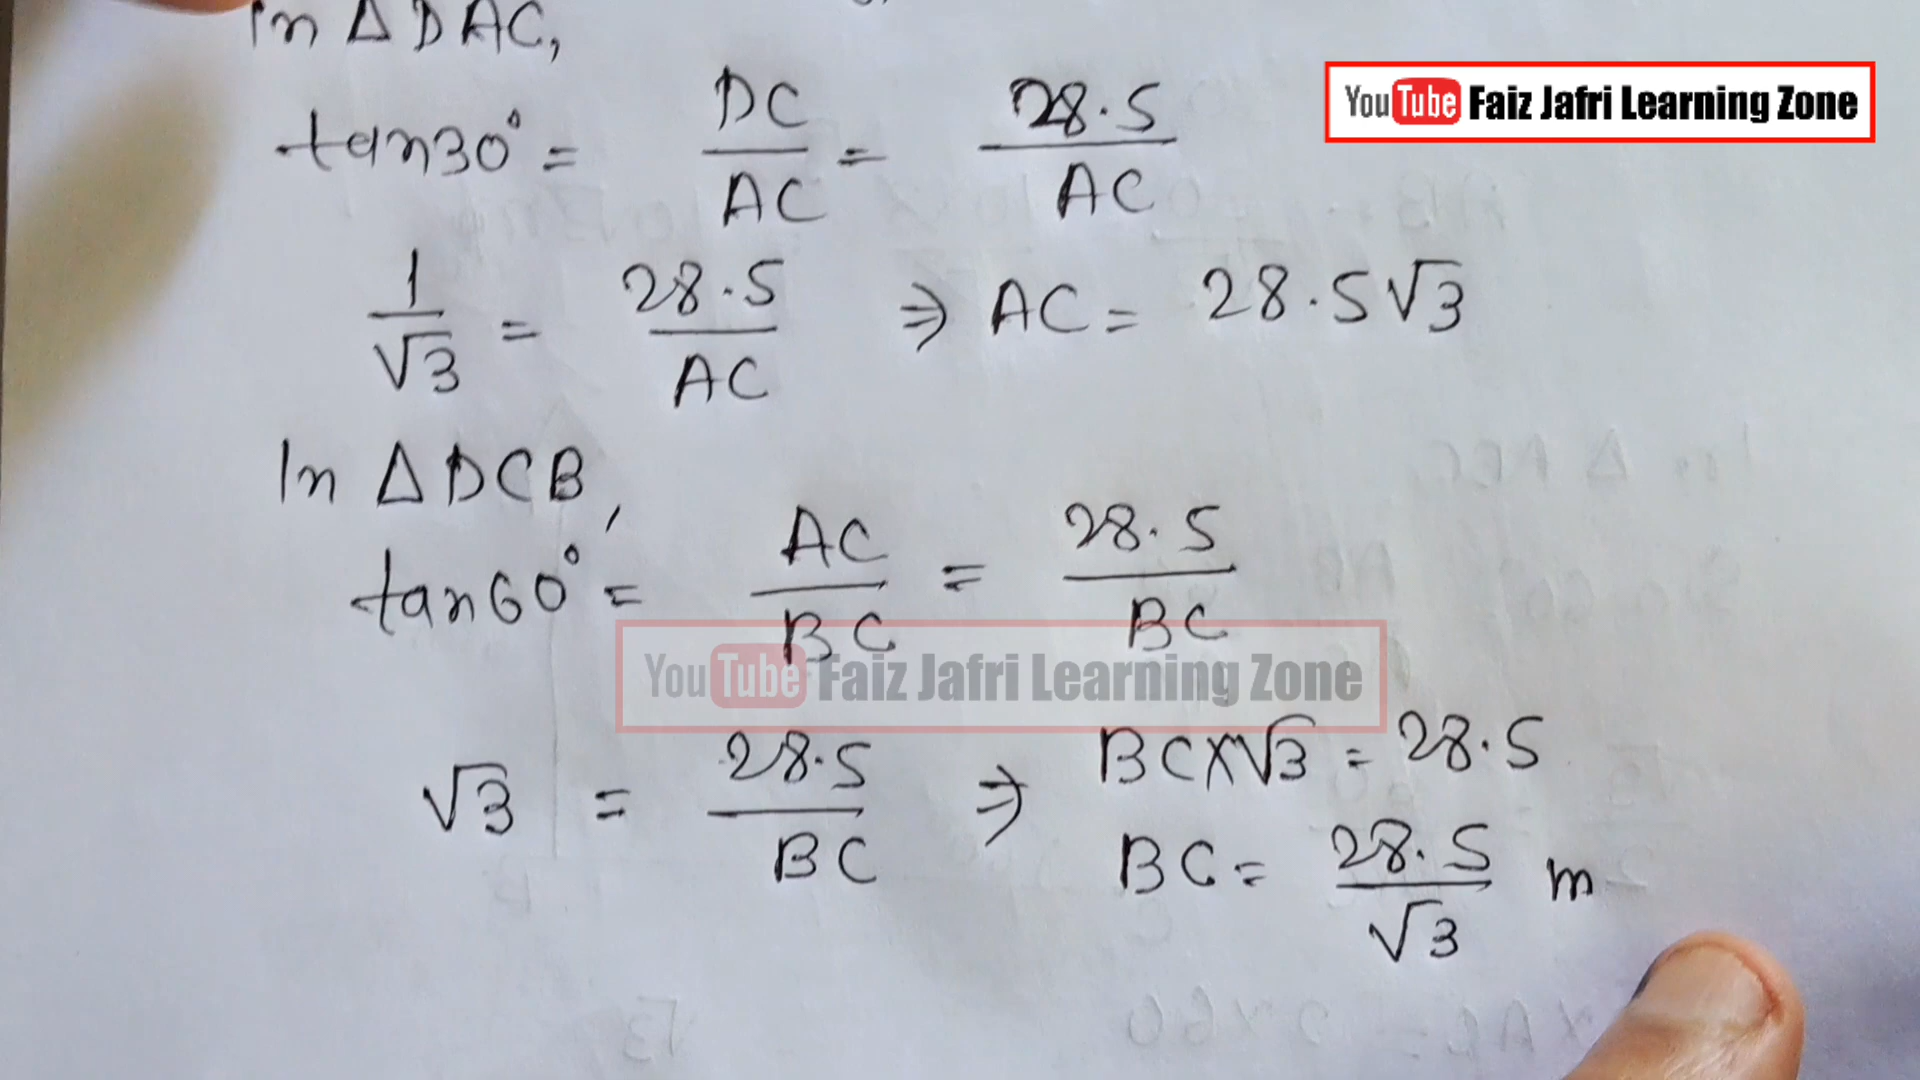 In Δ DAC,
tan30° = DC/AC = 28.5/AC
1/√3 = 28.5/AC ⇒ AC = 28.5√3
In Δ DCB,
tan60° = AC/BC = 28.5/BC
√3 = 28.5/BC ⇒ BC×√3 = 28.5
BC = 28.5/√3 m
YouTube Faiz Jafri Learning Zone
YouTube Faiz Jafri Learning Zone